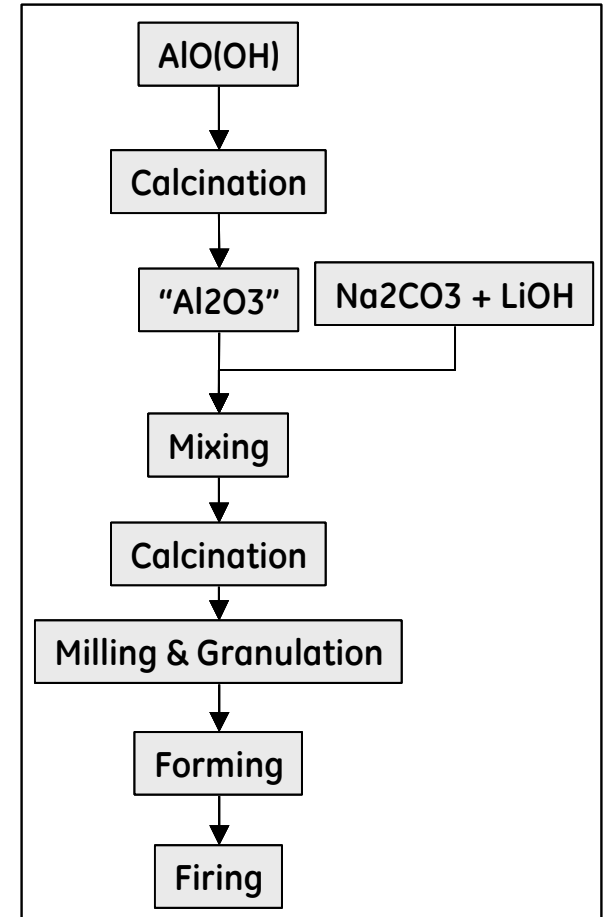 AlO(OH)
Calcination
“Al2O3”
Na2CO3 + LiOH
Mixing
Calcination
Milling & Granulation
Forming
Firing